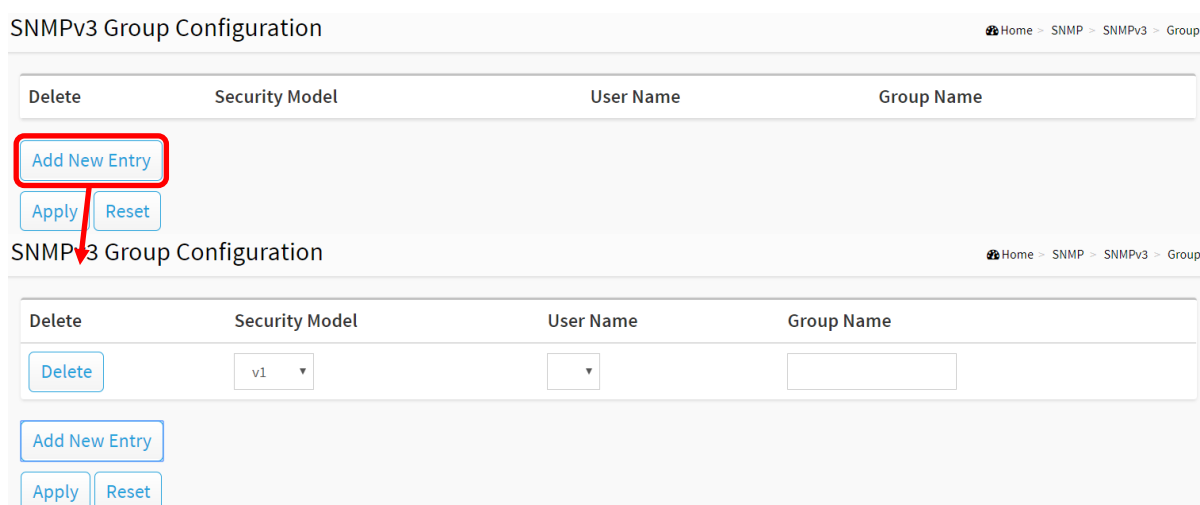 SNMPv3 Group Configuration
Home > SNMP > SNMPv3 > Group
Delete Security Model User Name Group Name
Add New Entry
Apply Reset
SNMPv3 Group Configuration
Home > SNMP > SNMPv3 > Group
Delete Security Model User Name Group Name
Delete v1
Add New Entry
Apply Reset